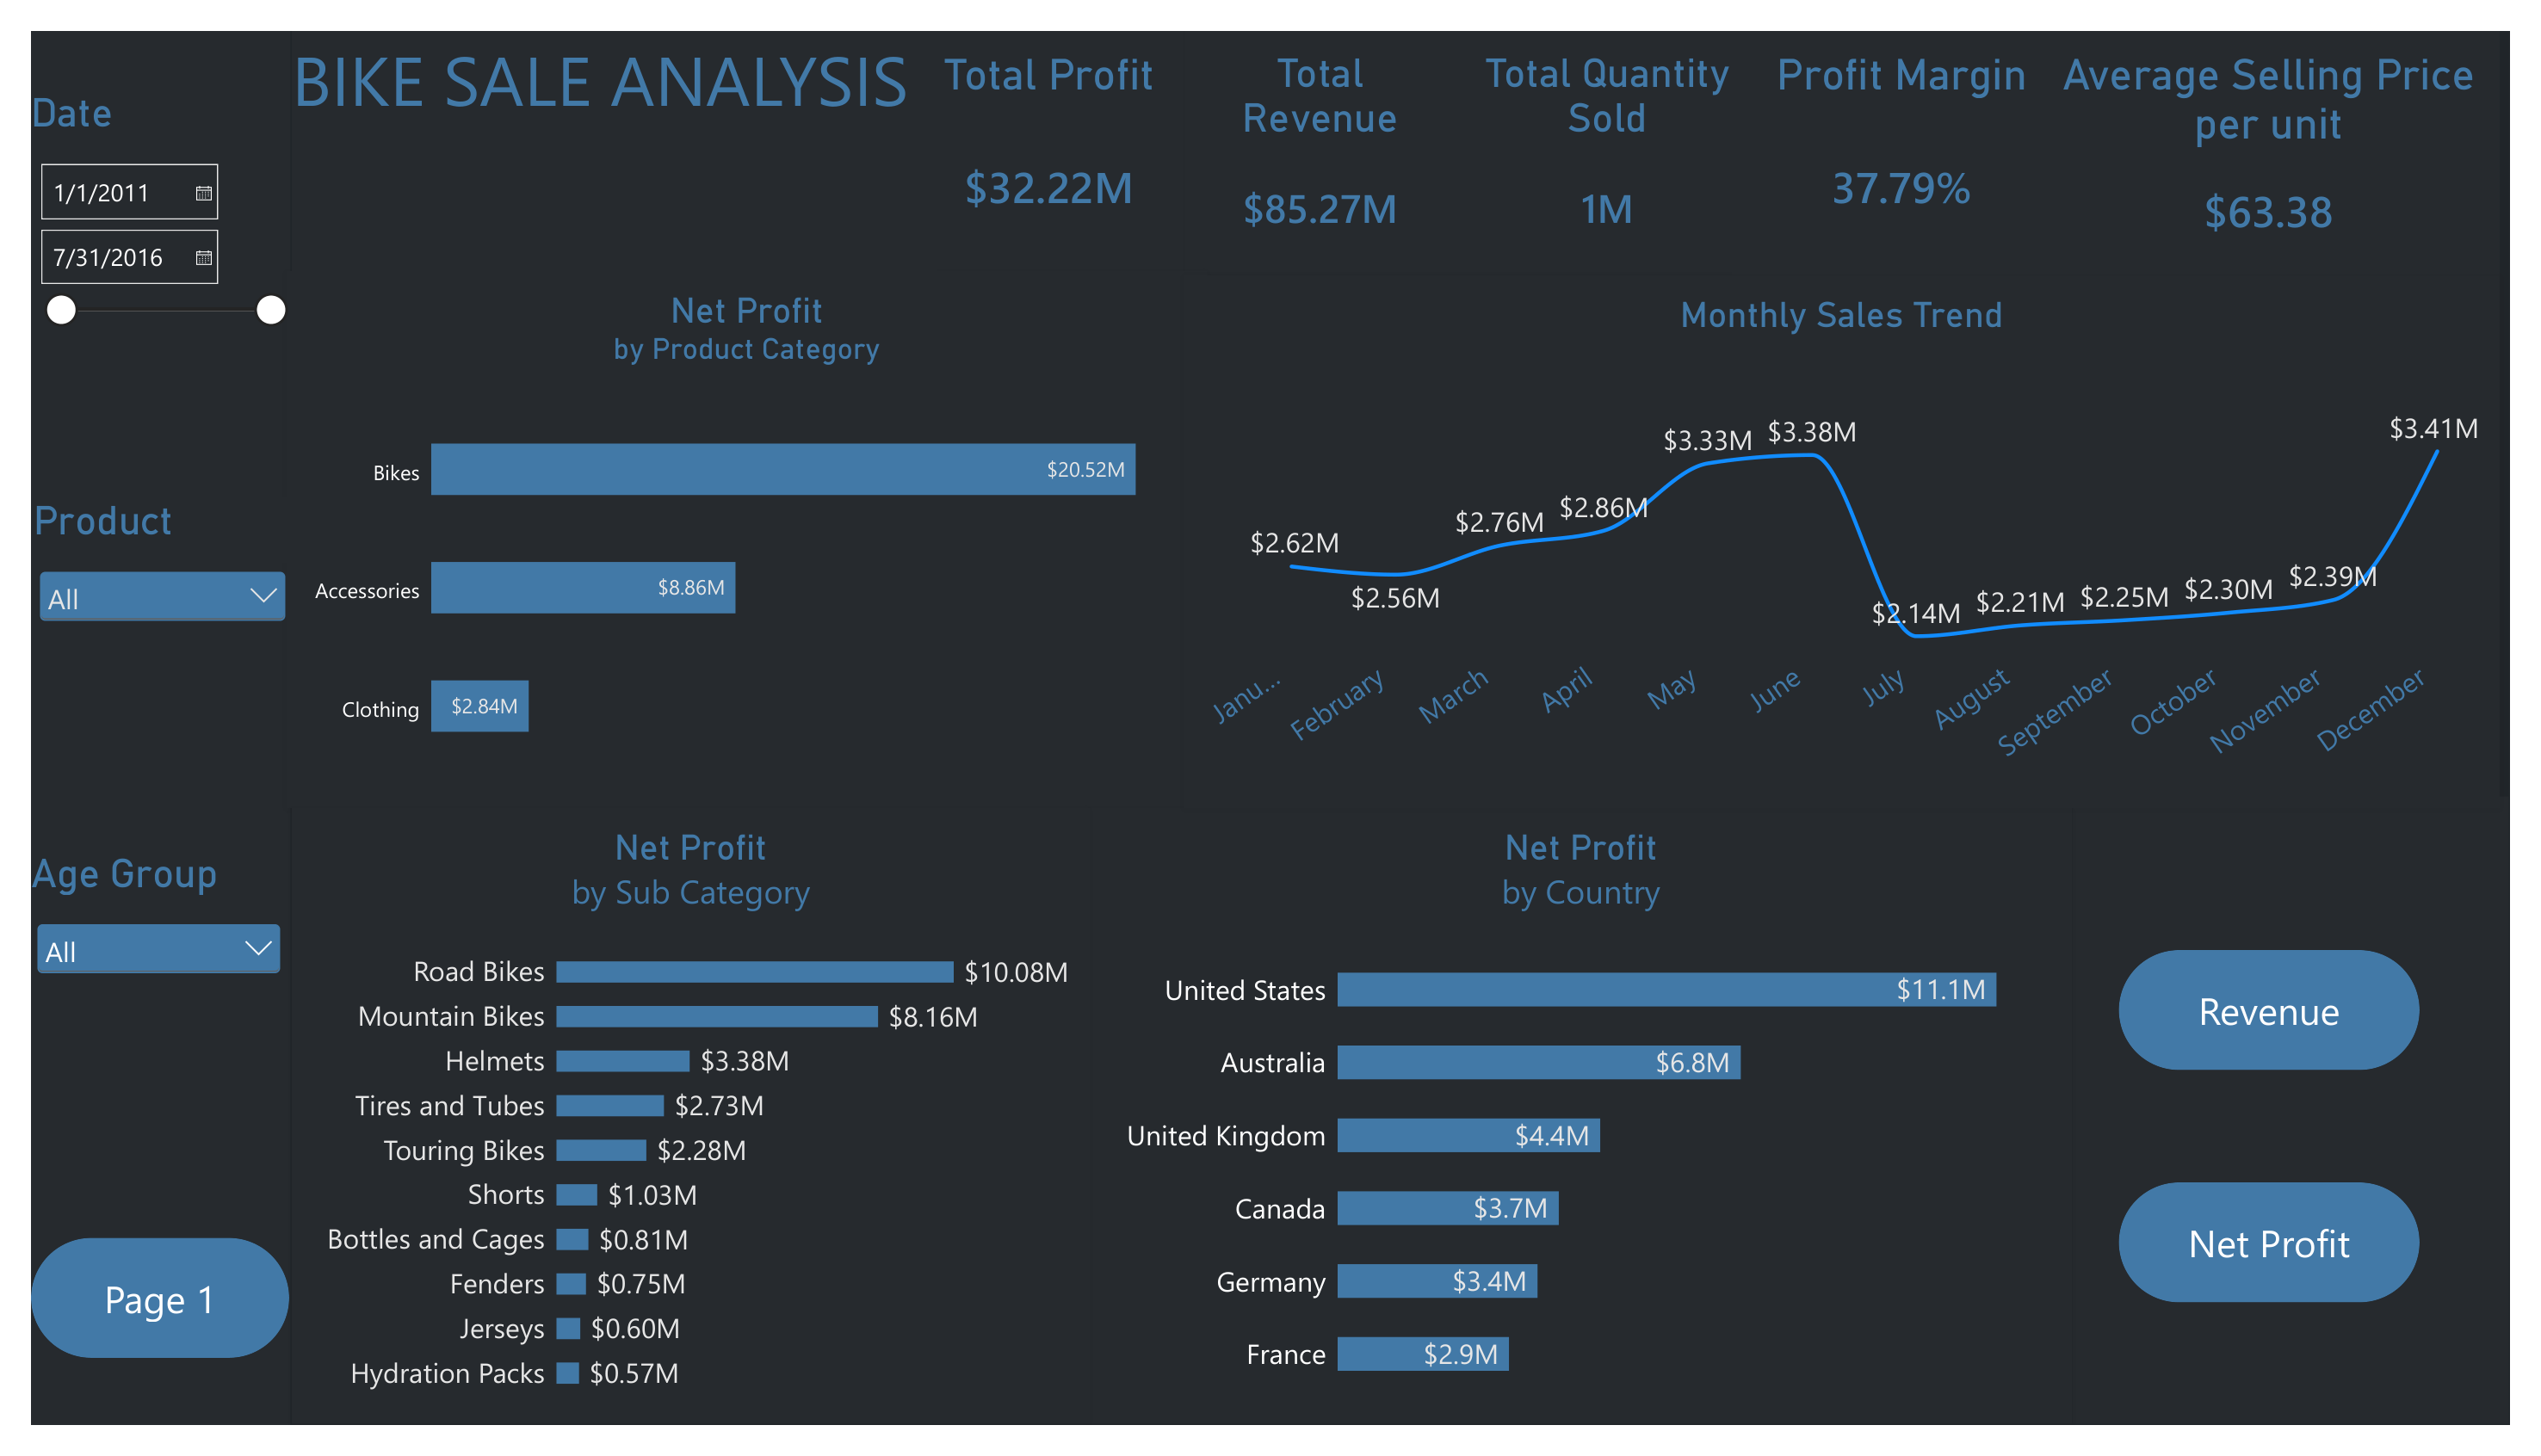 BIKE SALE ANALYSIS
Total Profit
$32.22M
Total
Revenue
$85.27M
Total Quantity
Sold
1M
Profit Margin
37.79%
Average Selling Price
per unit
$63.38
Date
1/1/2011
7/31/2016
Product
All
Age Group
All
Page 1
Net Profit
by Product Category
Bikes $20.52M
Accessories $8.86M
Clothing $2.84M
Monthly Sales Trend
$2.62M $2.56M $2.76M $2.86M $3.33M $3.38M $2.14M $2.21M $2.25M $2.30M $2.39M $3.41M
Janu... February March April May June July August September October November December
Net Profit
by Sub Category
Road Bikes $10.08M
Mountain Bikes $8.16M
Helmets $3.38M
Tires and Tubes $2.73M
Touring Bikes $2.28M
Shorts $1.03M
Bottles and Cages $0.81M
Fenders $0.75M
Jerseys $0.60M
Hydration Packs $0.57M
Net Profit
by Country
United States $11.1M
Australia $6.8M
United Kingdom $4.4M
Canada $3.7M
Germany $3.4M
France $2.9M
Revenue
Net Profit